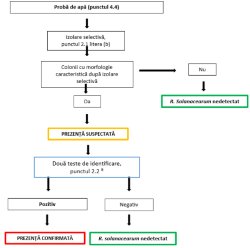 Probă de apă (punctul 4.4)
Izolare selectivă,
punctul 2.1 litera (b)
Colonii cu morfologie
caracteristică după izolare
selectivă
Nu
Da
R. Solanacearum nedetectat
PREZENȚĂ SUSPECTATĂ
Două teste de identificare,
punctul 2.2
Pozitiv
Negativ
PREZENȚĂ CONFIRMATĂ
R. solanacearum nedetectat